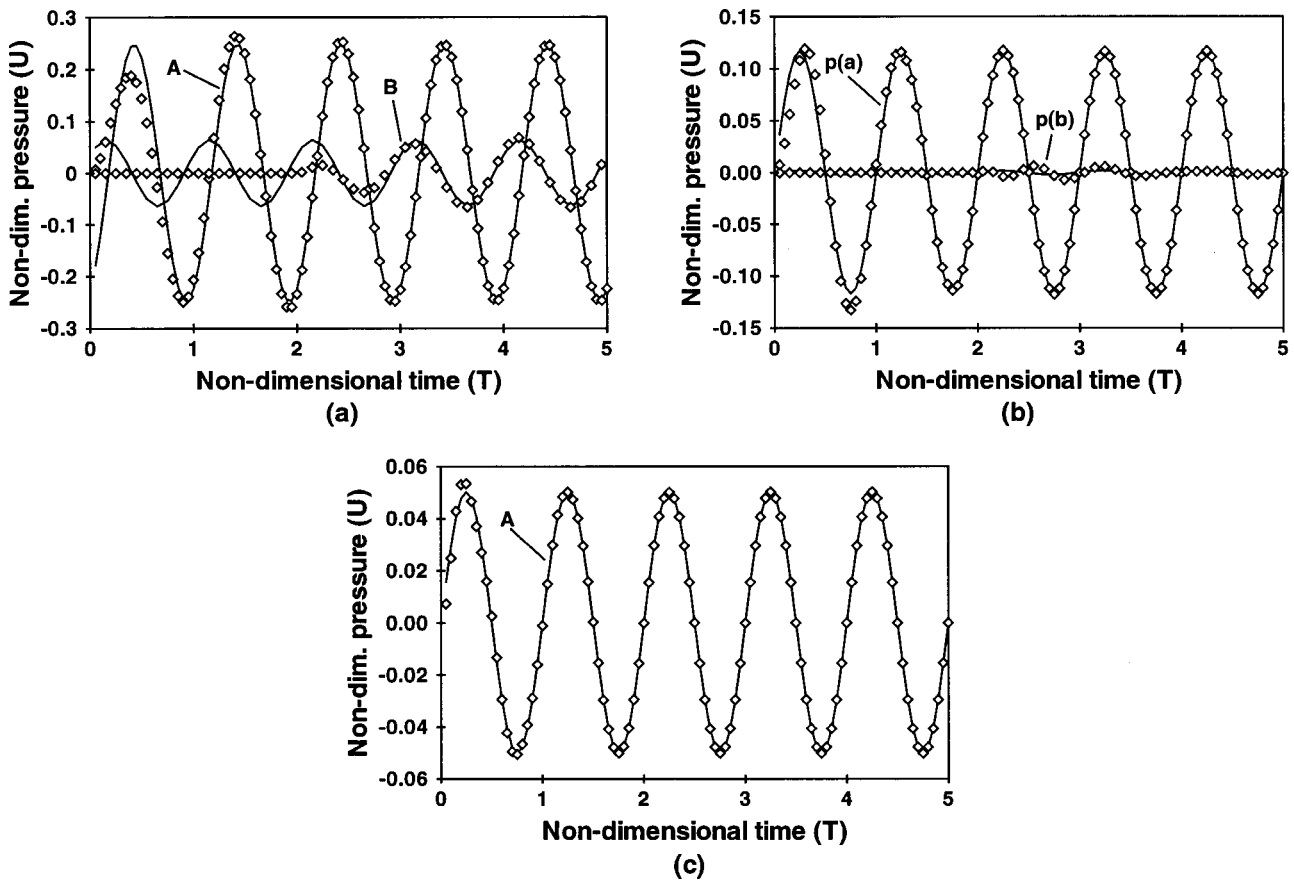 Non-dim. pressure (U)
0.3
0.2
0.1
0
-0.1
-0.2
-0.3
A
B
0 1 2 3 4 5
Non-dimensional time (T)
(a)
Non-dim. pressure (U)
0.15
0.10
0.05
0.00
-0.05
-0.10
-0.15
p(a)
p(b)
0 1 2 3 4 5
Non-dimensional time (T)
(b)
Non-dim. pressure (U)
0.06
0.04
0.02
0.00
-0.02
-0.04
-0.06
A
0 1 2 3 4 5
Non-dimensional time (T)
(c)